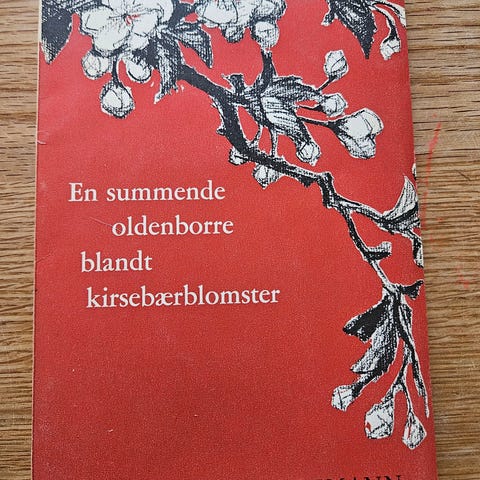 En summende
oldenborre
blandt
kirsebærblomster